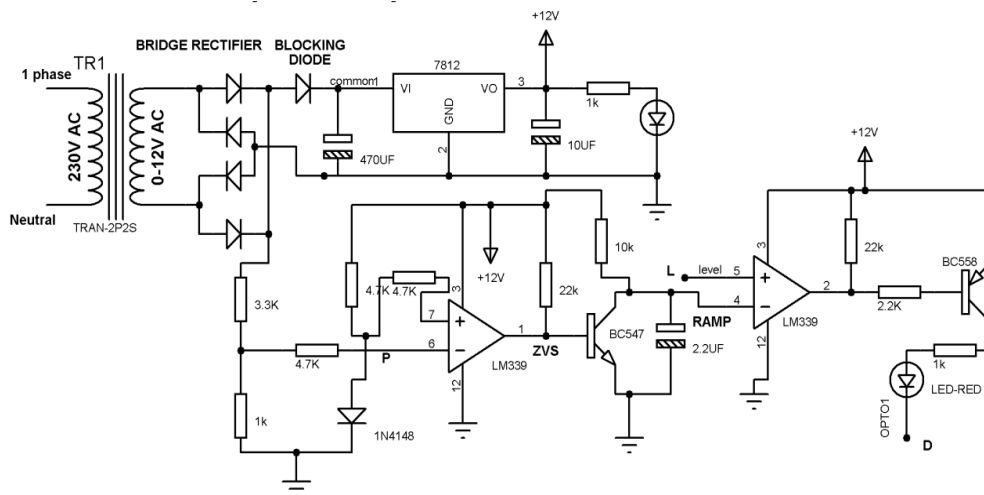 +12V
BRIDGE RECTIFIER
BLOCKING
DIODE
TR1
1 phase
common1
7812
VI
VO
3
GND
2
1k
230V AC
0-12V AC
470UF
10UF
Neutral
TRAN-2P2S
+12V
+12V
10k
3
3
22k
L
level
5
4.7K
4.7K
22k
BC558
3.3K
7
4
2
2.2K
RAMP
LM339
1
BC547
6
P
ZVS
2.2UF
12
4.7K
LM339
12
1k
LED-RED
1k
1N4148
OPTO1
D